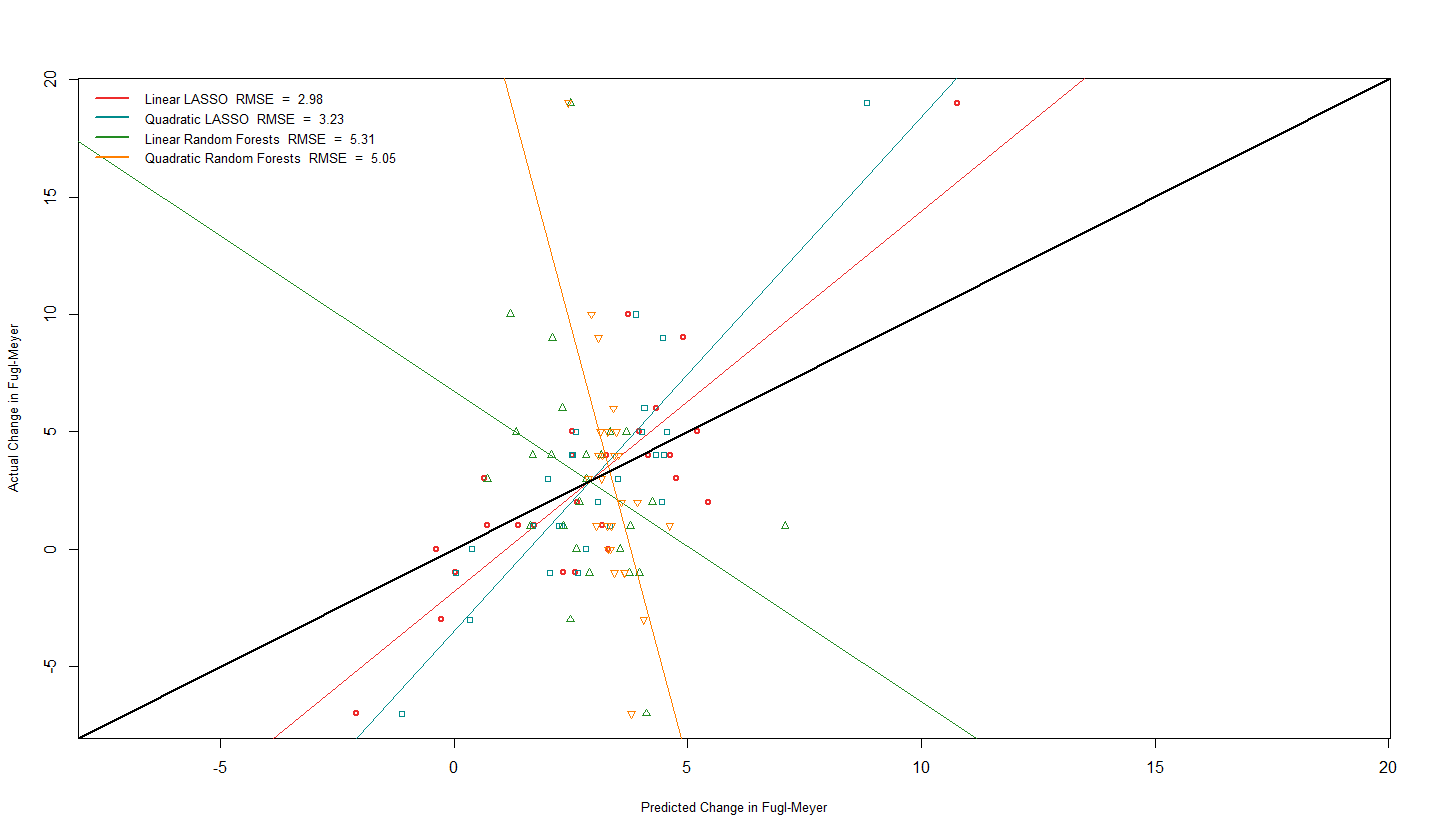 Linear LASSO RMSE = 2.98
Quadratic LASSO RMSE = 3.23
Linear Random Forests RMSE = 5.31
Quadratic Random Forests RMSE = 5.05
Actual Change in Fugl-Meyer
20
15
10
5
0
-5
-5 0 5 10 15 20
Predicted Change in Fugl-Meyer